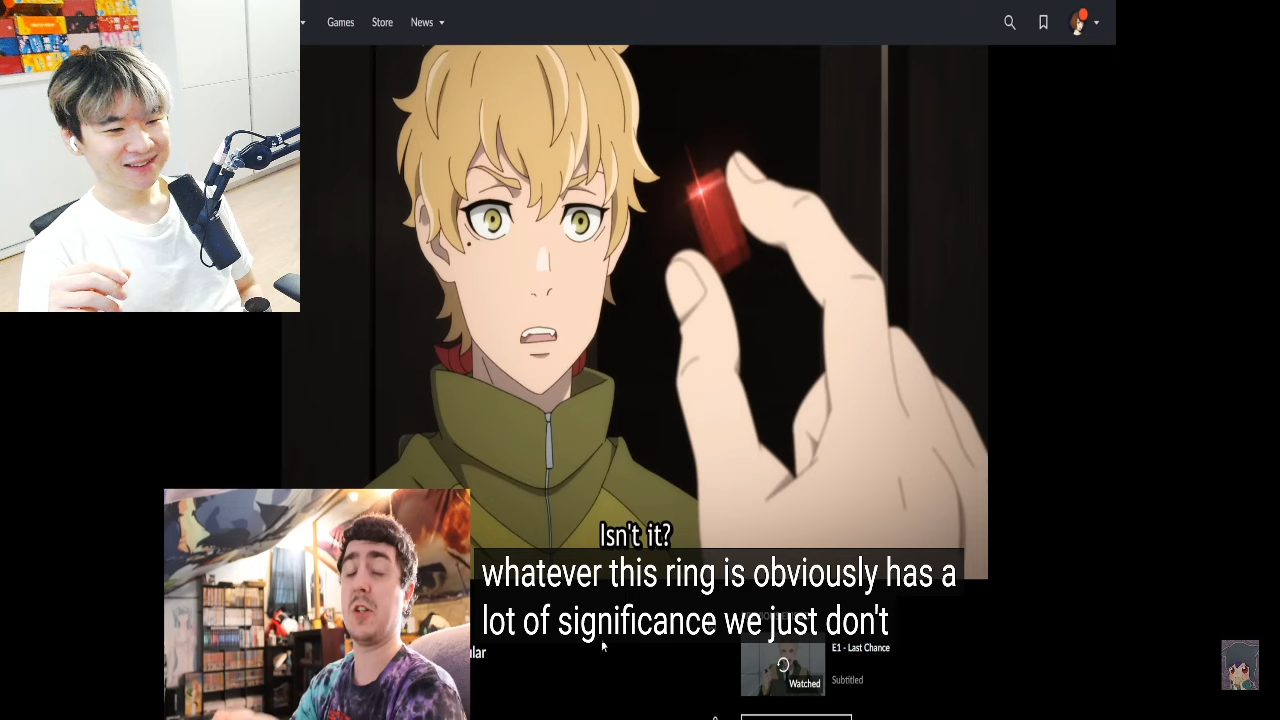 Games Store News
Isn't it?
whatever this ring is obviously has a
lot of significance we just don't
lar
E1 - Last Chance
Watched
Subtitled